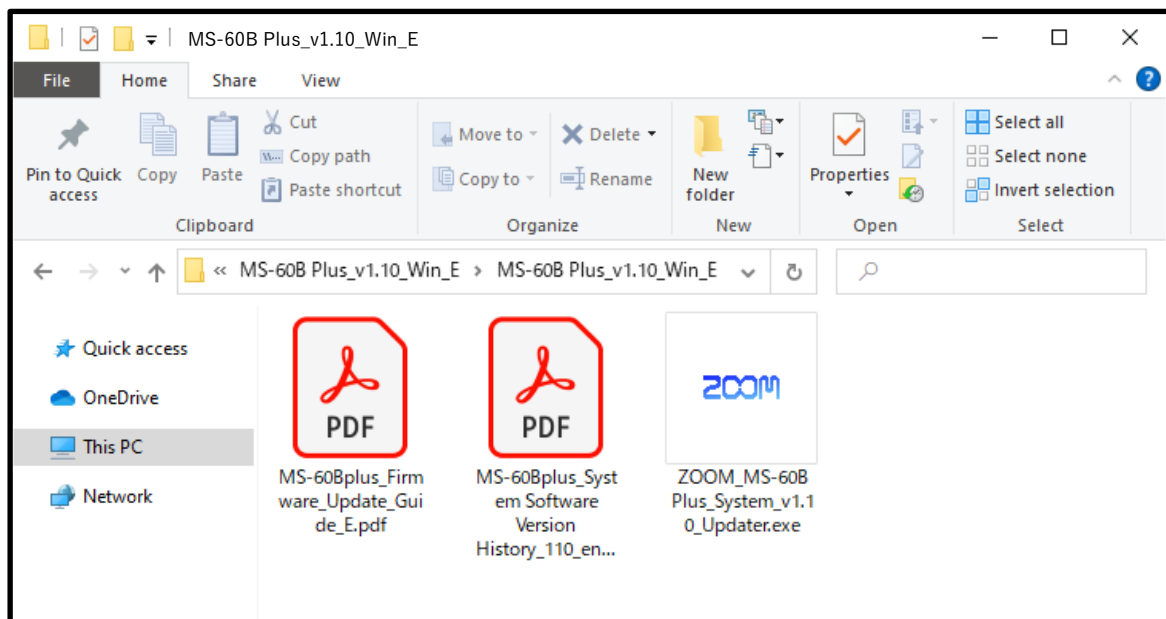 MS-60B Plus_v1.10_Win_E
File Home Share View
Pin to Quick access
Copy
Paste
Cut
Copy path
Paste shortcut
Clipboard
Move to
Copy to
Delete
Rename
Organize
New folder
New
Properties
Open
Select all
Select none
Invert selection
Select
« MS-60B Plus_v1.10_Win_E > MS-60B Plus_v1.10_Win_E
Quick access
OneDrive
This PC
Network
PDF
MS-60Bplus_Firm
ware_Update_Gui
de_E.pdf
PDF
MS-60Bplus_Syst
em Software
Version
History_110_en...
ZOOM
ZOOM_MS-60B
Plus_System_v1.1
0_Updater.exe